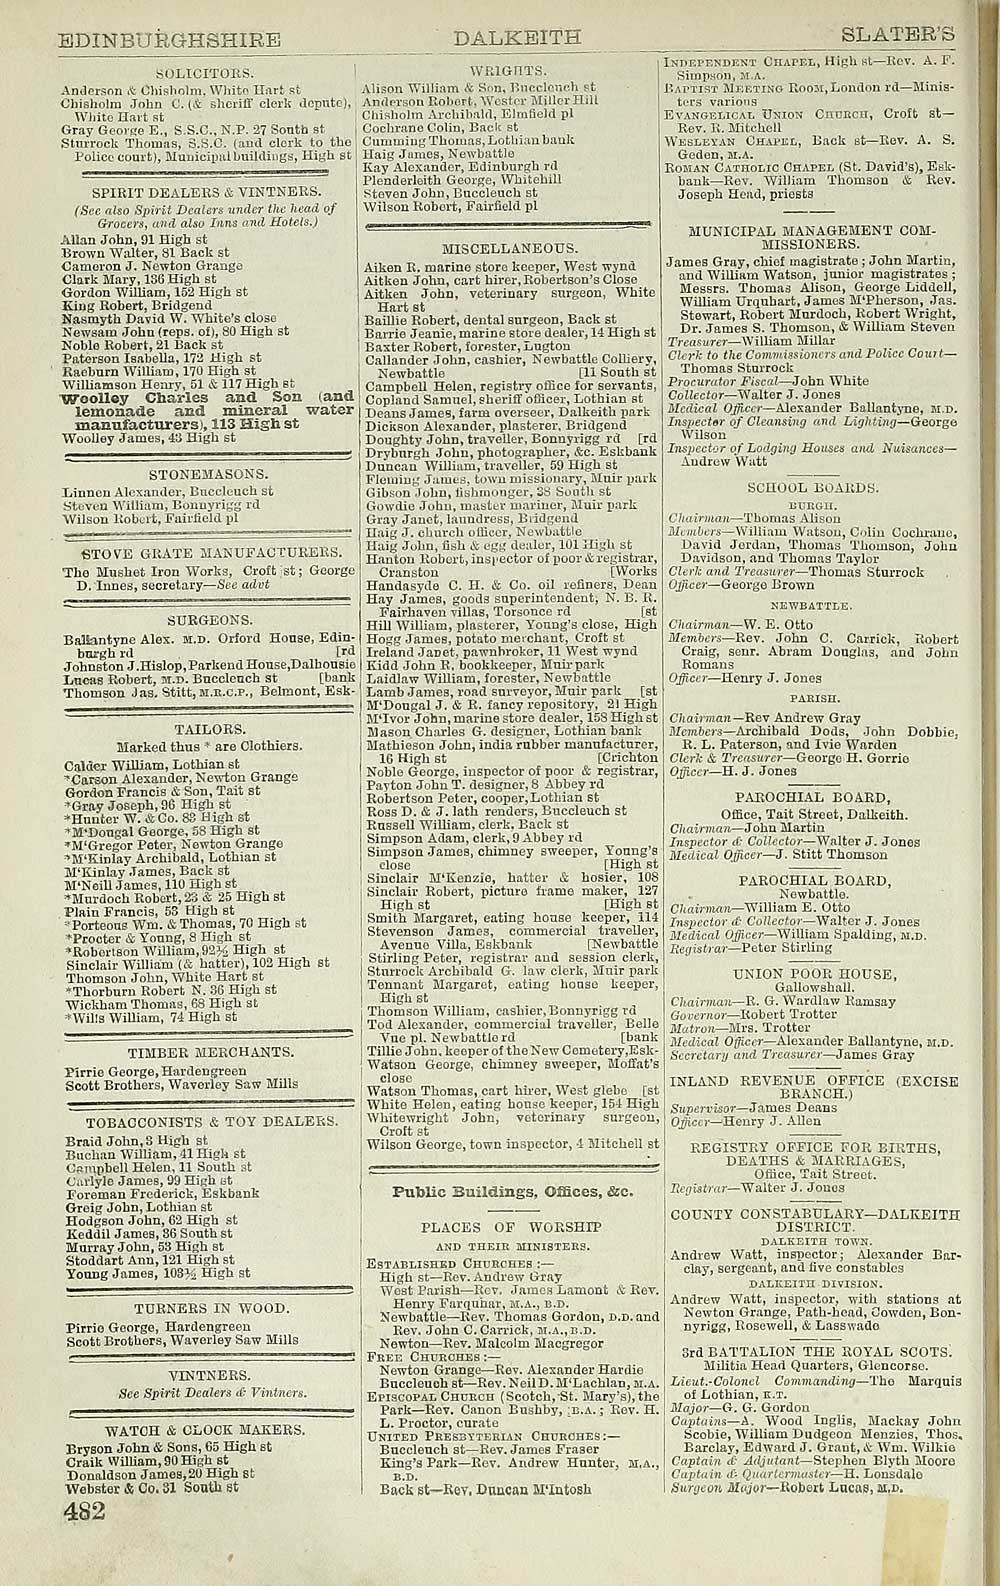 EDINBURGHSHIRE
DALKEITH
SLATER'S
SOLICITORS.
Anderson & Chisholm, White Hart st
Chisholm John C. (& sheriff clerk depute),
White Hart st
Gray George E., S.S.C., N.P. 27 South st
Sturrock Thomas, S.S.C. (and clerk to the
Police court), Municipal buildings, High st
SPIRIT DEALERS & VINTNERS.
(See also Spirit Dealers under the head of
Grocers, and also Inns and Hotels.)
Allan John, 91 High st
Brown Walter, 81 Back st
Cameron J. Newton Grange
Clark Mary, 136 High st
Gordon William, 152 High st
King Robert, Bridgend
Nasmyth David W. White's close
Newsam John (reps. of), 80 High st
Noble Robert, 21 Back st
Paterson Isabella, 172 High st
Raeburn William, 170 High st
Williamson Henry, 51 & 117 High st
Woolley Charles and Son (and
lemonade and mineral water
manufacturers), 113 High st
Woolley James, 43 High st
STONEMASONS.
Linnen Alexander, Buccleuch st
Steven William, Bonnyrigg rd
Wilson Robert, Fairfield pl
STOVE GRATE MANUFACTURERS.
The Mushet Iron Works, Croft st; George
D. Innes, secretary—See advt
SURGEONS.
Ballantyne Alex. M.D. Orford House, Edin-
burgh rd [rd
Johnston J. Hislop, Parkend House, Dalhousie
Lucas Robert, M.D. Buccleuch st [bank
Thomson Jas. Stitt, M.R.C.P., Belmont, Esk-
TAILORS.
Marked thus * are Clothiers.
Calder William, Lothian st
*Carson Alexander, Newton Grange
Gordon Francis & Son, Tait st
*Gray Joseph, 96 High st
*Hunter W. & Co. 83 High st
*M'Dougal George, 58 High st
*M'Gregor Peter, Newton Grange
*M'Kinlay Archibald, Lothian st
M'Kinlay James, Back st
M'Neill James, 110 High st
*Murdoch Robert, 23 & 25 High st
Plain Francis, 53 High st
*Porteous Wm. & Thomas, 70 High st
*Procter & Young, 8 High st
*Robertson William, 92½ High st
Sinclair William (& hatter), 102 High st
Thomson John, White Hart st
*Thorburn Robert N. 36 High st
Wickham Thomas, 68 High st
*Wills William, 74 High st
TIMBER MERCHANTS.
Pirrie George, Hardengreen
Scott Brothers, Waverley Saw Mills
TOBACCONISTS & TOY DEALERS.
Braid John, 3 High st
Buchan William, 41 High st
Campbell Helen, 11 South st
Carlyle James, 99 High st
Foreman Frederick, Eskbank
Greig John, Lothian st
Hodgson John, 62 High st
Keddil James, 36 South st
Murray John, 53 High st
Stoddart Ann, 121 High st
Young James, 103½ High st
TURNERS IN WOOD.
Pirrie George, Hardengreen
Scott Brothers, Waverley Saw Mills
VINTNERS.
See Spirit Dealers & Vintners.
WATCH & CLOCK MAKERS.
Bryson John & Sons, 65 High st
Craik William, 90 High st
Donaldson James, 20 High st
Webster & Co. 31 South st
482
WRIGHTS.
Alison William & Son, Buccleuch st
Anderson Robert, Wester Miller Hill
Chisholm Archibald, Elmfield pl
Cochrane Colin, Back st
Cumming Thomas, Lothian bank
Haig James, Newbattle
Kay Alexander, Edinburgh rd
Plenderleith George, Whitehill
Steven John, Buccleuch st
Wilson Robert, Fairfield pl
MISCELLANEOUS.
Aiken R. marine store keeper, West wynd
Aitken John, cart hirer, Robertson's Close
Aitken John, veterinary surgeon, White
Hart st
Baillie Robert, dental surgeon, Back st
Barrie Jeanie, marine store dealer, 14 High st
Baxter Robert, forester, Lugton
Callander John, cashier, Newbattle Colliery,
Newbattle [11 South st
Campbell Helen, registry office for servants,
Copland Samuel, sheriff officer, Lothian st
Deans James, farm overseer, Dalkeith park
Dickson Alexander, plasterer, Bridgend
Doughty John, traveller, Bonnyrigg rd [rd
Dryburgh John, photographer, &c. Eskbank
Duncan William, traveller, 59 High st
Fleming James, town missionary, Muir park
Gibson John, fishmonger, 38 South st
Gowdie John, master mariner, Muir park
Gray Janet, laundress, Bridgend
Haig J. church officer, Newbattle
Haig John, fish & egg dealer, 101 High st
Hanton Robert, inspector of poor & registrar,
Cranston [Works
Handasyde C. H. & Co. oil refiners, Dean
Hay James, goods superintendent, N. B. R.
Fairhaven villas, Torsonce rd [st
Hill William, plasterer, Young's close, High
Hogg James, potato merchant, Croft st
Ireland Janet, pawnbroker, 11 West wynd
Kidd John R. bookkeeper, Muir park
Laidlaw William, forester, Newbattle
Lamb James, road surveyor, Muir park [st
M'Dougal J. & R. fancy repository, 21 High
M'Ivor John, marine store dealer, 158 High st
Mason Charles G. designer, Lothian bank
Mathieson John, india rubber manufacturer,
16 High st [Crichton
Noble George, inspector of poor & registrar,
Payton John T. designer, 8 Abbey rd
Robertson Peter, cooper, Lothian st
Ross D. & J. lath renders, Buccleuch st
Russell William, clerk, Back st
Simpson Adam, clerk, 9 Abbey rd
Simpson James, chimney sweeper, Young's
close [High st
Sinclair M'Kenzie, hatter & hosier, 108
Sinclair Robert, picture frame maker, 127
High st [High st
Smith Margaret, eating house keeper, 114
Stevenson James, commercial traveller,
Avenue Villa, Eskbank [Newbattle
Stirling Peter, registrar and session clerk,
Sturrock Archibald G. law clerk, Muir park
Tennant Margaret, eating house keeper,
High st
Thomson William, cashier, Bonnyrigg rd
Tod Alexander, commercial traveller, Belle
Vue pl. Newbattle rd [bank
Tillie John, keeper of the New Cemetery, Esk-
Watson George, chimney sweeper, Moffat's
close
Watson Thomas, cart hirer, West glebe [st
White Helen, eating house keeper, 154 High
Whitewright John, veterinary surgeon,
Croft st
Wilson George, town inspector, 4 Mitchell st
Public Buildings, Offices, &c.
PLACES OF WORSHIP
AND THEIR MINISTERS.
ESTABLISHED CHURCHES :—
High st—Rev. Andrew Gray
West Parish—Rev. James Lamont & Rev.
Henry Farquhar, M.A., B.D.
Newbattle—Rev. Thomas Gordon, D.D. and
Rev. John C. Carrick, M.A., B.D.
Newton—Rev. Malcolm Macgregor
FREE CHURCHES :—
Newton Grange—Rev. Alexander Hardie
Buccleuch st—Rev. Neil D. M'Lachlan, M.A.
EPISCOPAL CHURCH (Scotch, St. Mary's), the
Park—Rev. Canon Bushby, B.A.; Rev. H.
L. Proctor, curate
UNITED PRESBYTERIAN CHURCHES:—
Buccleuch st—Rev. James Fraser
King's Park—Rev. Andrew Hunter, M.A.,
B.D.
Back st—Rev. Duncan M'Intosh
INDEPENDENT CHAPEL, High st—Rev. A. F.
Simpson, M.A.
BAPTIST MEETING ROOM, London rd—Minis-
ters various
EVANGELICAL UNION CHURCH, Croft st—
Rev. R. Mitchell
WESLEYAN CHAPEL, Back st—Rev. A. S.
Geden, M.A.
ROMAN CATHOLIC CHAPEL (St. David's), Esk-
bank—Rev. William Thomson & Rev.
Joseph Head, priests
MUNICIPAL MANAGEMENT COM-
MISSIONERS.
James Gray, chief magistrate; John Martin,
and William Watson, junior magistrates;
Messrs. Thomas Alison, George Liddell,
William Urquhart, James M'Pherson, Jas.
Stewart, Robert Murdoch, Robert Wright,
Dr. James S. Thomson, & William Steven
Treasurer—William Millar
Clerk to the Commissioners and Police Court—
Thomas Sturrock
Procurator Fiscal—John White
Collector—Walter J. Jones
Medical Officer—Alexander Ballantyne, M.D.
Inspector of Cleansing and Lighting—George
Wilson
Inspector of Lodging Houses and Nuisances—
Andrew Watt
SCHOOL BOARDS.
BURGH.
Chairman—Thomas Alison
Members—William Watson, Colin Cochrane,
David Jerdan, Thomas Thomson, John
Davidson, and Thomas Taylor
Clerk and Treasurer—Thomas Sturrock
Officer—George Brown
NEWBATTLE.
Chairman—W. E. Otto
Members—Rev. John C. Carrick, Robert
Craig, senr. Abram Douglas, and John
Romans
Officer—Henry J. Jones
PARISH.
Chairman—Rev Andrew Gray
Members—Archibald Dods, John Dobbie,
R. L. Paterson, and Ivie Warden
Clerk & Treasurer—George H. Gorrie
Officer—H. J. Jones
PAROCHIAL BOARD,
Office, Tait Street, Dalkeith.
Chairman—John Martin
Inspector & Collector—Walter J. Jones
Medical Officer—J. Stitt Thomson
PAROCHIAL BOARD,
Newbattle.
Chairman—William E. Otto
Inspector & Collector—Walter J. Jones
Medical Officer—William Spalding, M.D.
Registrar—Peter Stirling
UNION POOR HOUSE,
Gallowshall.
Chairman—R. G. Wardlaw Ramsay
Governor—Robert Trotter
Matron—Mrs. Trotter
Medical Officer—Alexander Ballantyne, M.D.
Secretary and Treasurer—James Gray
INLAND REVENUE OFFICE (EXCISE
BRANCH.)
Supervisor—James Deans
Officer—Henry J. Allen
REGISTRY OFFICE FOR BIRTHS,
DEATHS & MARRIAGES,
Office, Tait Street.
Registrar—Walter J. Jones
COUNTY CONSTABULARY—DALKEITH
DISTRICT.
DALKEITH TOWN.
Andrew Watt, inspector; Alexander Bar-
clay, sergeant, and five constables
DALKEITH DIVISION.
Andrew Watt, inspector, with stations at
Newton Grange, Path-head, Cowden, Bon-
nyrigg, Rosewell, & Lasswade
3rd BATTALION THE ROYAL SCOTS.
Militia Head Quarters, Glencorse.
Lieut.-Colonel Commanding—The Marquis
of Lothian, K.T.
Major—G. G. Gordon
Captains—A. Wood Inglis, Mackay John
Scobie, William Dudgeon Menzies, Thos.
Barclay, Edward J. Grant, & Wm. Wilkie
Captain & Adjutant—Stephen Blyth Moore
Captain & Quartermaster—H. Lonsdale
Surgeon Major—Robert Lucas, M.D.